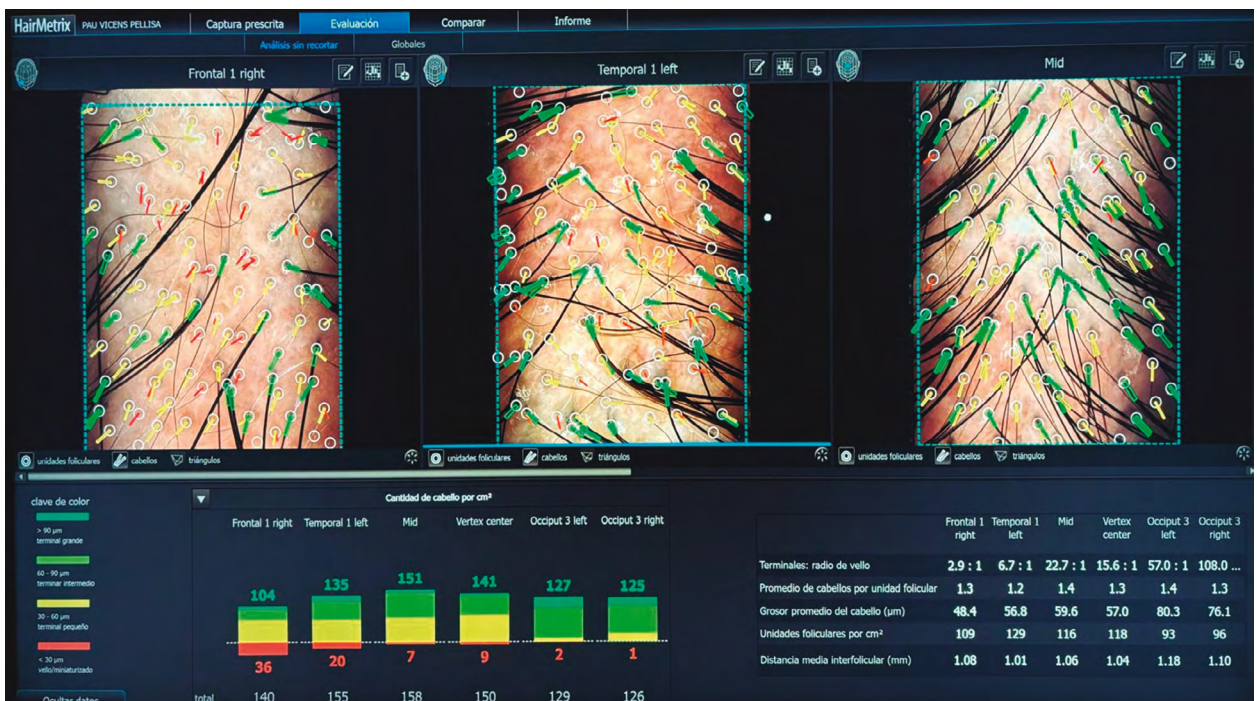 HairMetrix PAU VICENS PELLISA Captura prescrita Evaluación Comparar Informe
Análisis sin recortar Globales
Frontal 1 right
Temporal 1 left
Mid
unidades foliculares cabellos triángulos
unidades foliculares cabellos triángulos
unidades foliculares cabellos triángulos
clave de color
> 90 µm
terminal grande
60 - 90 µm
terminar intermedio
30 - 60 µm
terminal pequeño
< 30 µm
vello/miniaturizado
Ocultar datos
Cantidad de cabello por cm²
Frontal 1 right Temporal 1 left Mid Vertex center Occiput 3 left Occiput 3 right
104 135 151 141 127 125
36 20 7 9 2 1
total 140 155 158 150 129 126
Frontal 1 right Temporal 1 left Mid Vertex center Occiput 3 left Occiput 3 right
Terminales: radio de vello 2.9 : 1 6.7 : 1 22.7 : 1 15.6 : 1 57.0 : 1 108.0 ...
Promedio de cabellos por unidad folicular 1.3 1.2 1.4 1.3 1.4 1.3
Grosor promedio del cabello (µm) 48.4 56.8 59.6 57.0 80.3 76.1
Unidades foliculares por cm² 109 129 116 118 93 96
Distancia media interfolicular (mm) 1.08 1.01 1.06 1.04 1.18 1.10